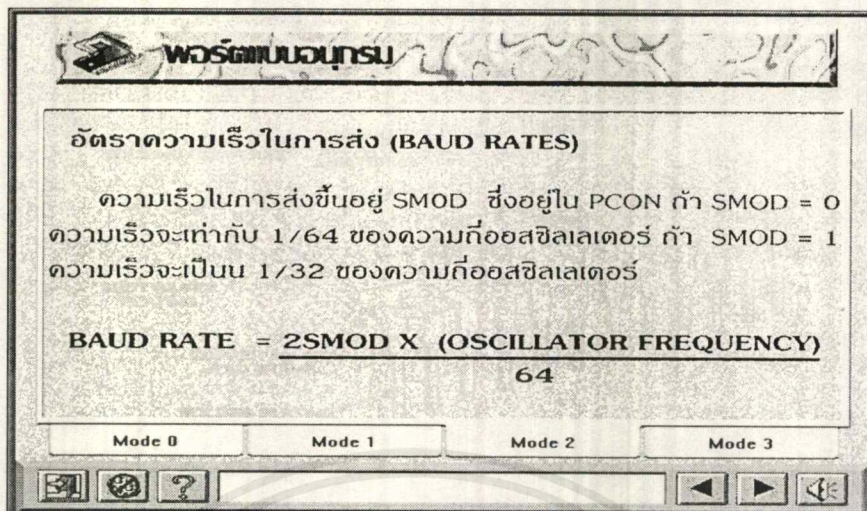 พอร์ตแบบอนุกรม
อัตราความเร็วในการส่ง (BAUD RATES)
ความเร็วในการส่งขึ้นอยู่ SMOD ซึ่งอยู่ใน PCON ถ้า SMOD = 0
ความเร็วจะเท่ากับ 1/64 ของความถี่ออสซิลเลเตอร์ ถ้า SMOD = 1
ความเร็วจะเป็นน 1/32 ของความถี่ออสซิลเลเตอร์
BAUD RATE = 2SMOD X (OSCILLATOR FREQUENCY)
64
Mode 0 Mode 1 Mode 2 Mode 3
?